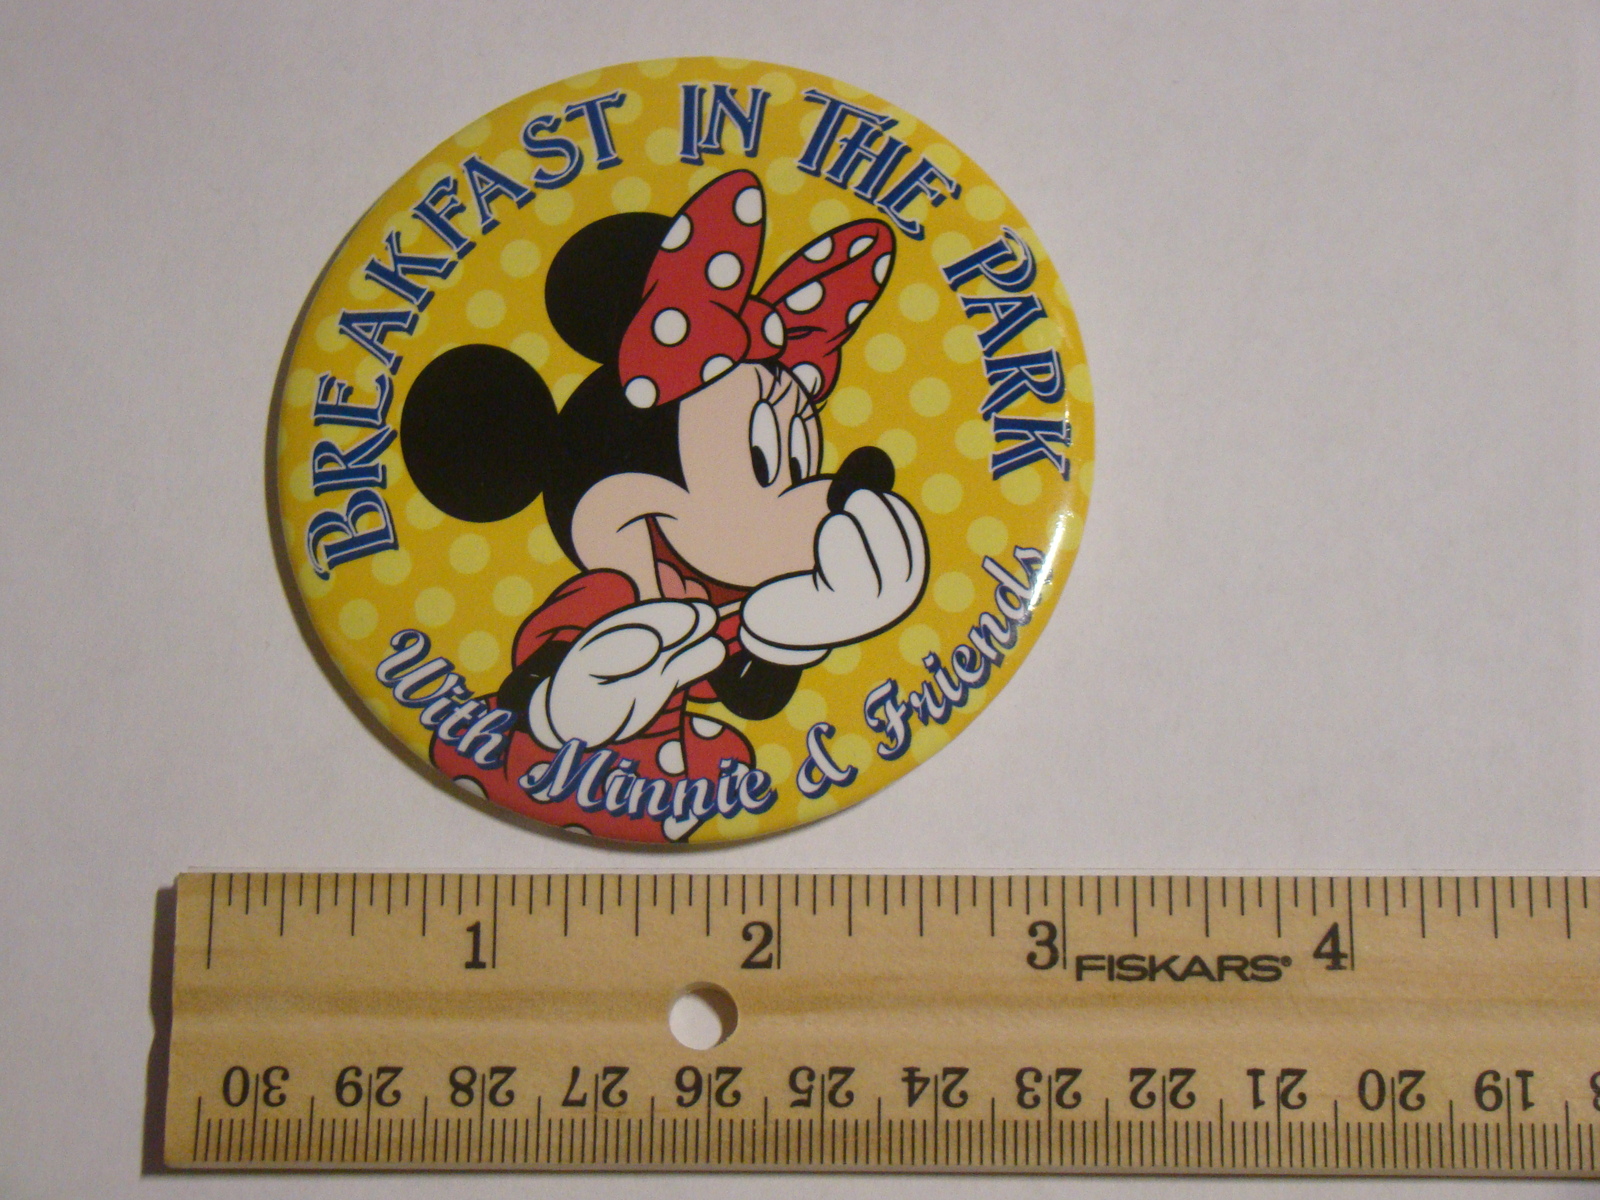 BREAKFAST IN THE PARK
With Minnie & Friends
1 2 3 FISKARS® 4
30 29 28 27 26 25 24 23 22 21 20 19